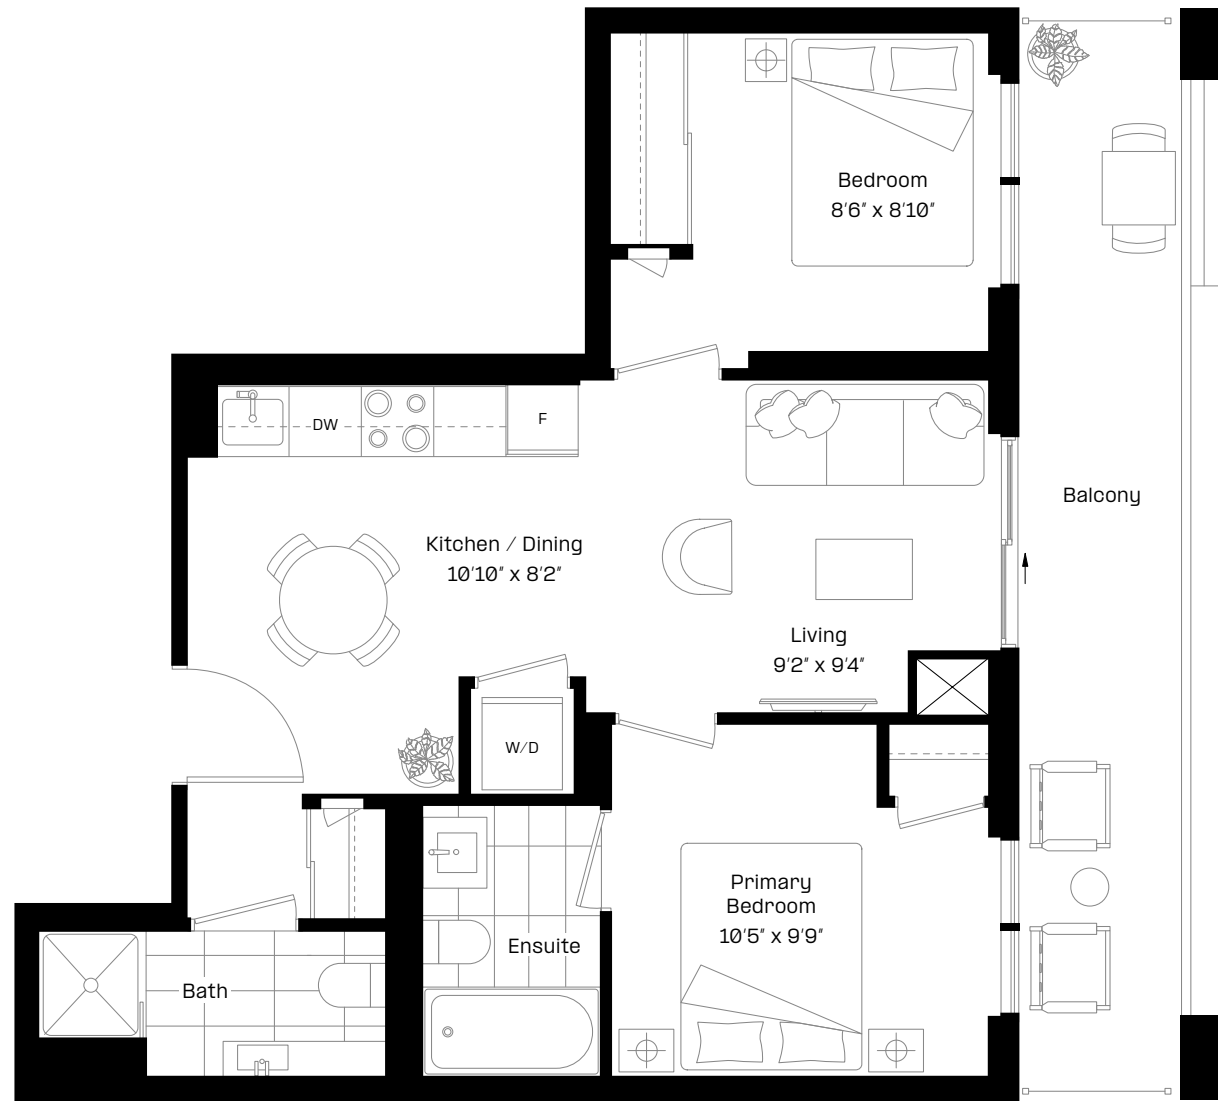 Bedroom
8'6" x 8'10"
DW
F
Balcony
Kitchen / Dining
10'10" x 8'2"
Living
9'2" x 9'4"
W/D
Primary
Bedroom
10'5" x 9'9"
Ensuite
Bath